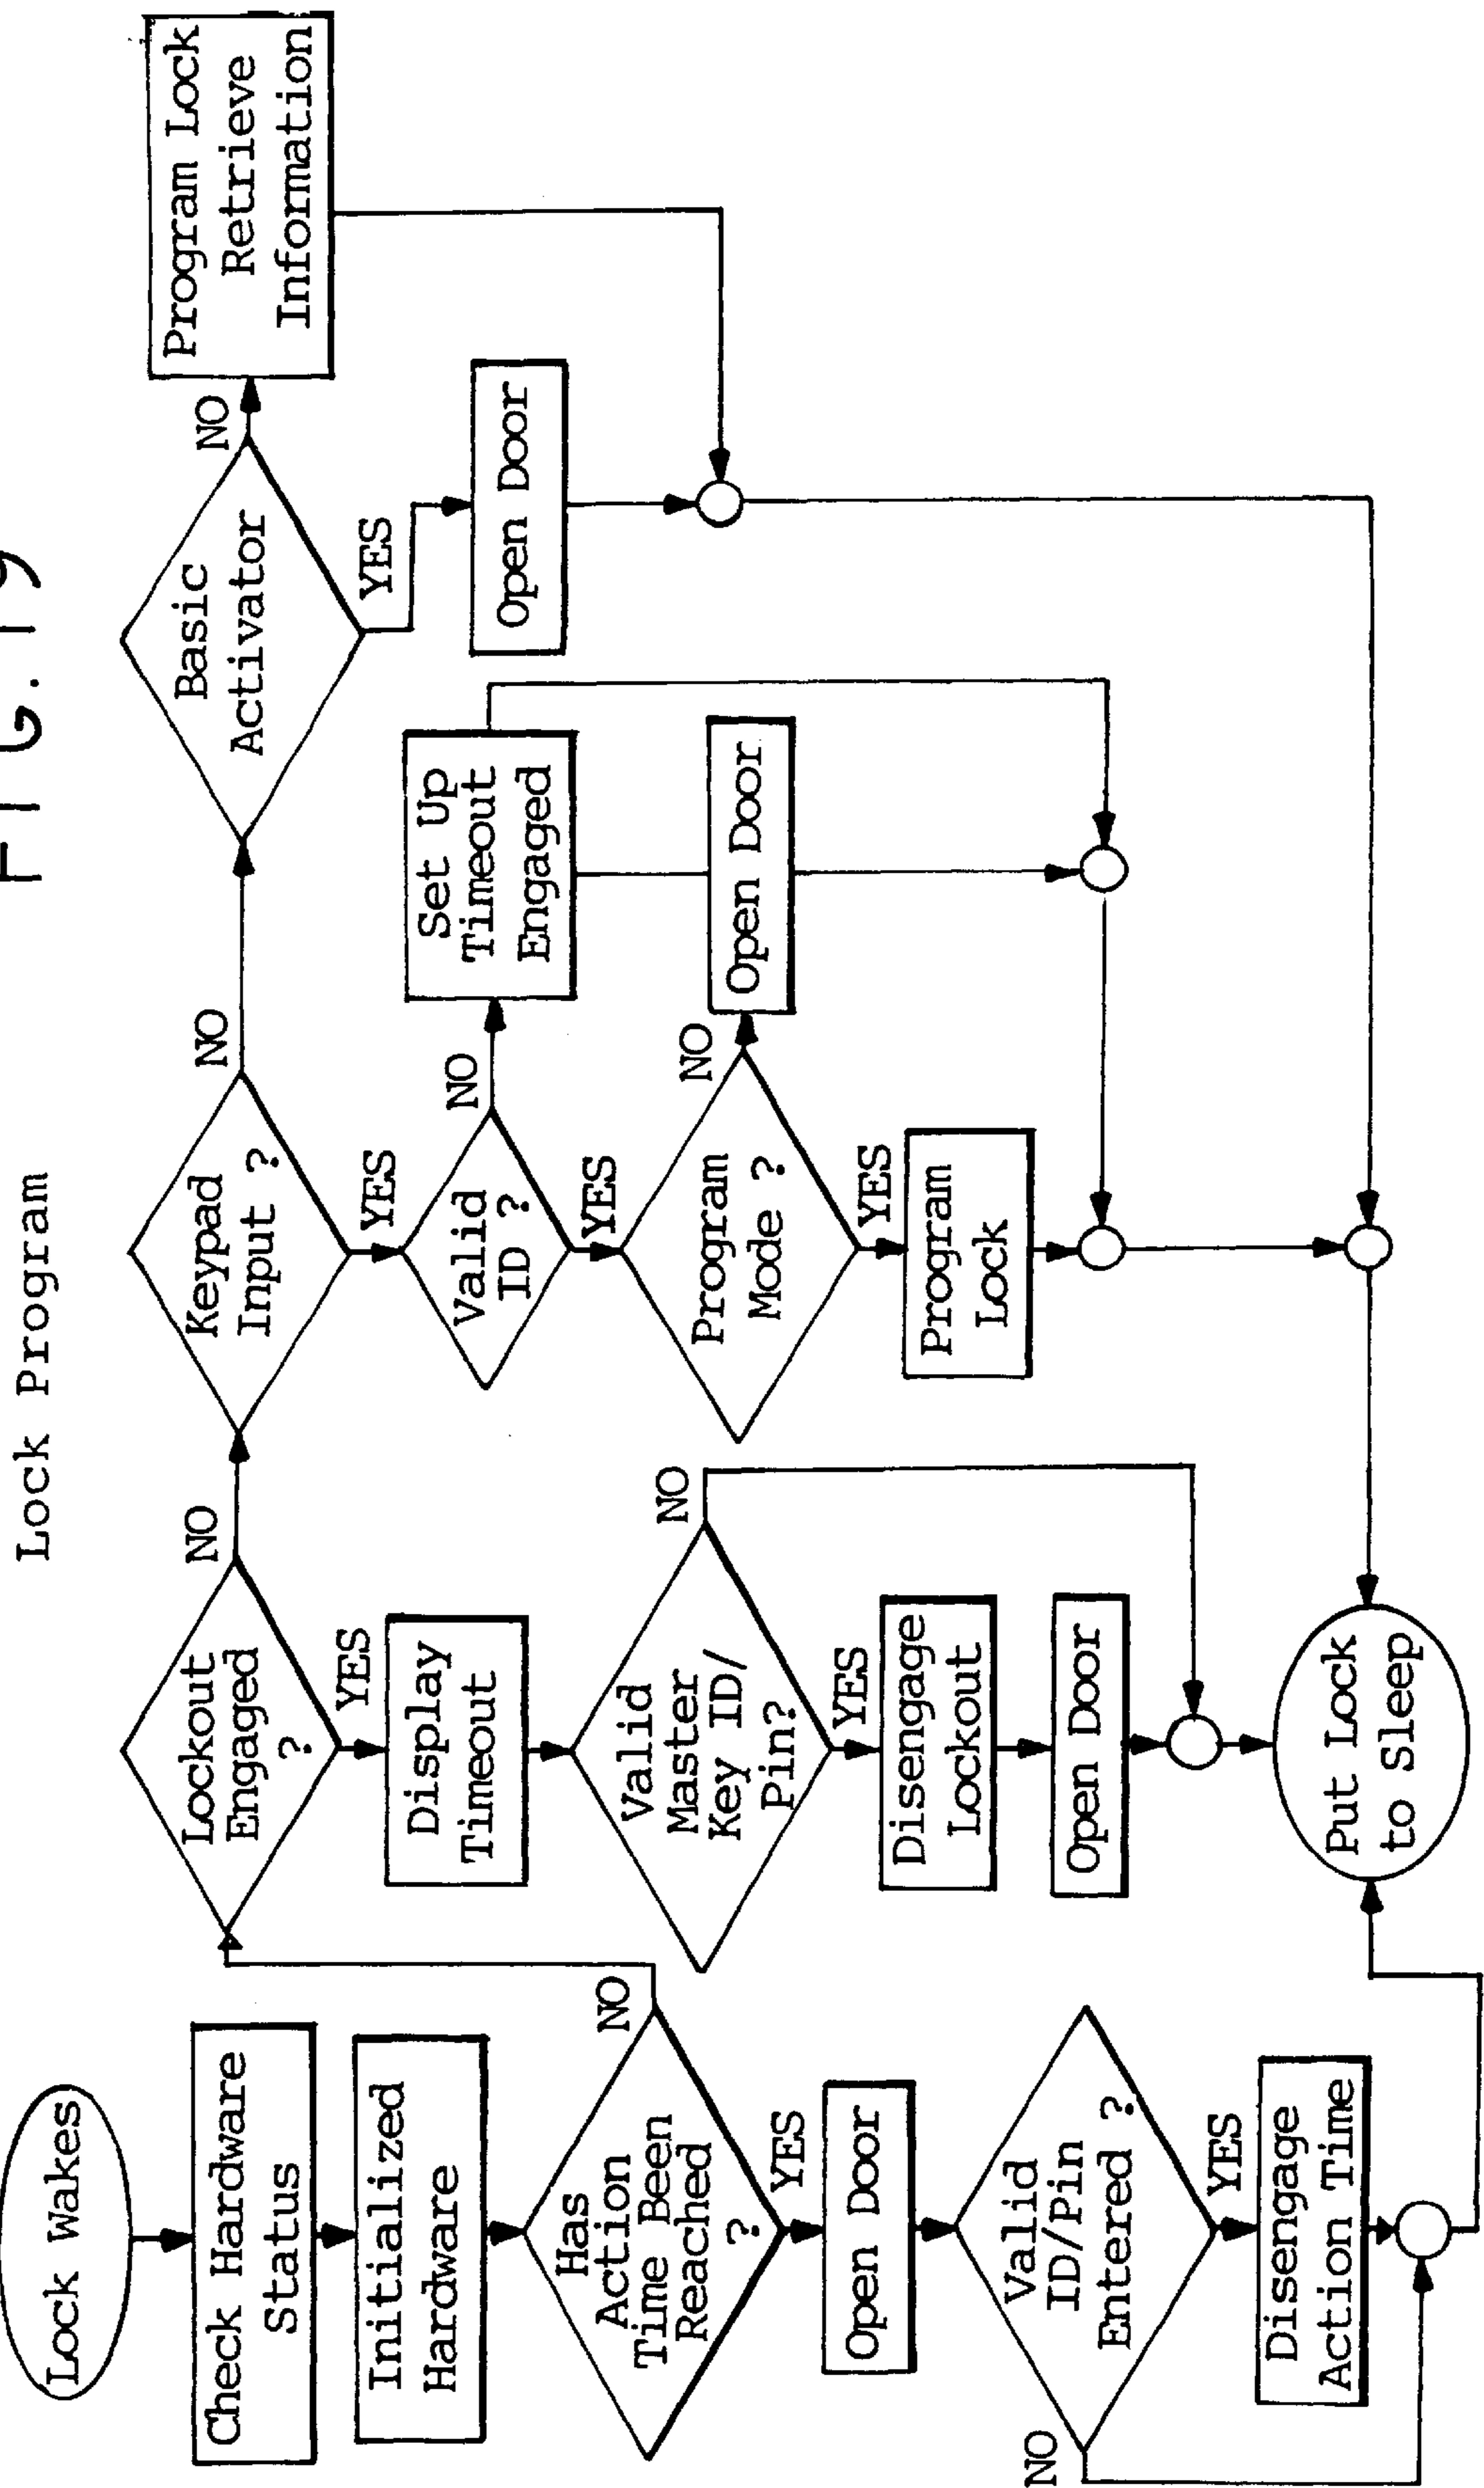 FIG. 19
Lock Program
Lock Wakes
Check Hardware
Status
Initialized
Hardware
Has
Action
Time Been
Reached
?
NO
YES
Open Door
Valid
ID/Pin
Entered ?
NO
YES
Disengage
Action Time
Lockout
Engaged
?
NO
YES
Display
Timeout
Valid
Master
Key ID/
Pin?
NO
YES
Disengage
Lockout
Open Door
Put Lock
to Sleep
Keypad
Input ?
NO
YES
Valid
ID ?
NO
YES
Set Up
Timeout
Engaged
Program
Mode ?
NO
YES
Open Door
Program
Lock
Basic
Activator
NO
YES
Open Door
Program Lock
Retrieve
Information